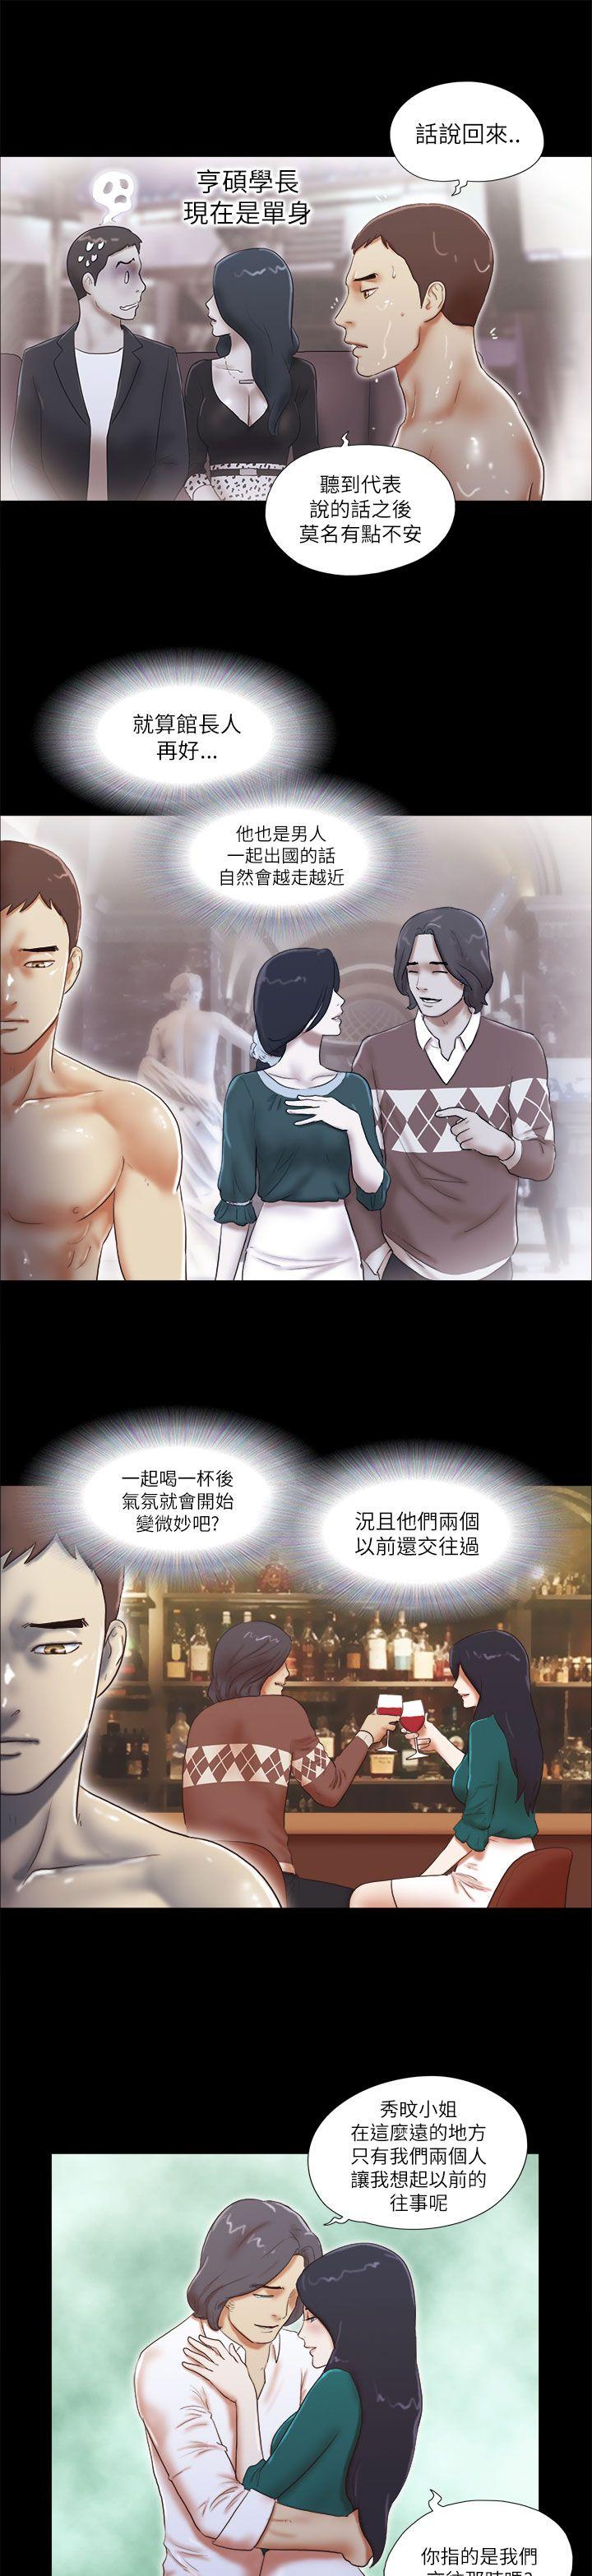 話說回來..
亨碩學長
現在是單身
聽到代表
說的話之後
莫名有點不安
就算館長人
再好...
他也是男人
一起出國的話
自然會越走越近
一起喝一杯後
氣氛就會開始
變微妙吧?
況且他們兩個
以前還交往過
秀旼小姐
在這麼遠的地方
只有我們兩個人
讓我想起以前的
往事呢
你指的是我們
交往那時嗎?